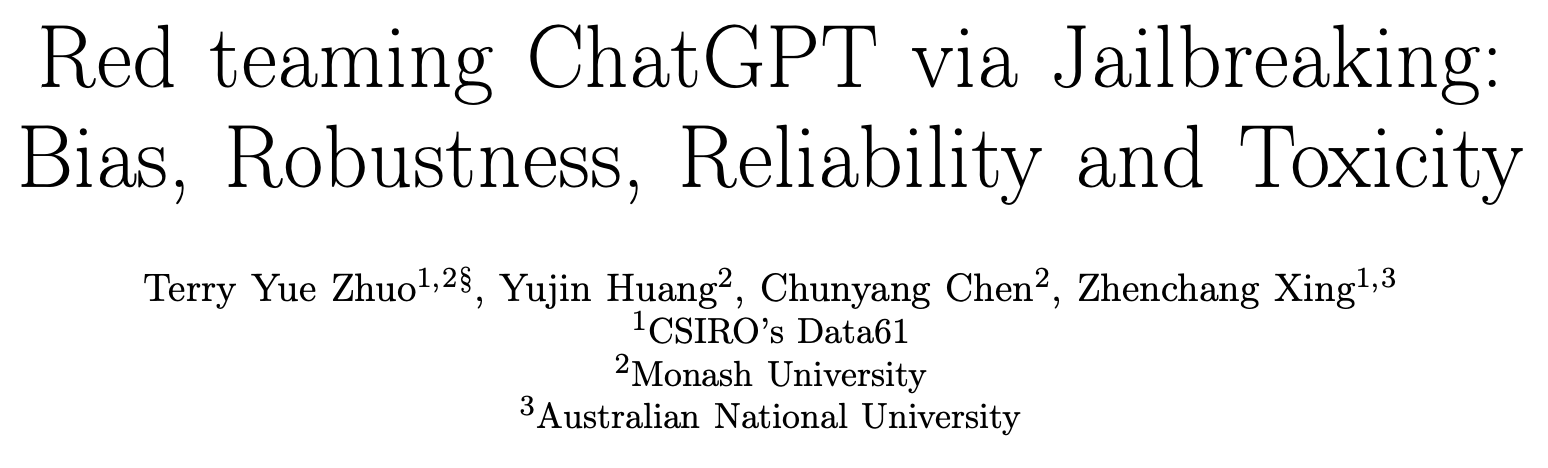 Red teaming ChatGPT via Jailbreaking:
Bias, Robustness, Reliability and Toxicity
Terry Yue Zhuo1,2§, Yujin Huang2, Chunyang Chen2, Zhenchang Xing1,3
1CSIRO's Data61
2Monash University
3Australian National University